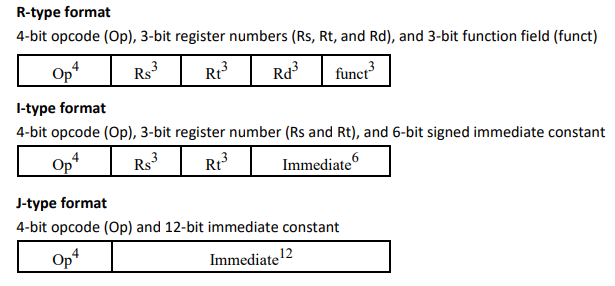 R-type format
4-bit opcode (Op), 3-bit register numbers (Rs, Rt, and Rd), and 3-bit function field (funct)
Op⁴ Rs³ Rt³ Rd³ funct³
I-type format
4-bit opcode (Op), 3-bit register number (Rs and Rt), and 6-bit signed immediate constant
Op⁴ Rs³ Rt³ Immediate⁶
J-type format
4-bit opcode (Op) and 12-bit immediate constant
Op⁴ Immediate¹²